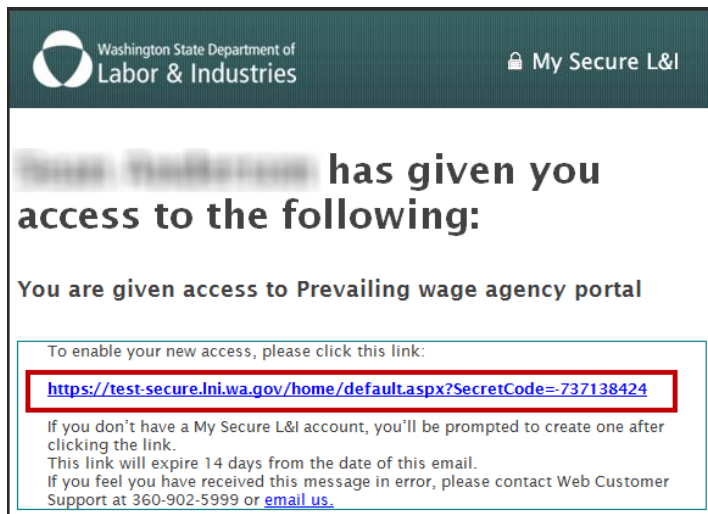 Washington State Department of
Labor & Industries
My Secure L&I
has given you
access to the following:
You are given access to Prevailing wage agency portal
To enable your new access, please click this link:
https://test-secure.lni.wa.gov/home/default.aspx?SecretCode=-737138424
If you don't have a My Secure L&I account, you'll be prompted to create one after
clicking the link.
This link will expire 14 days from the date of this email.
If you feel you have received this message in error, please contact Web Customer
Support at 360-902-5999 or email us.